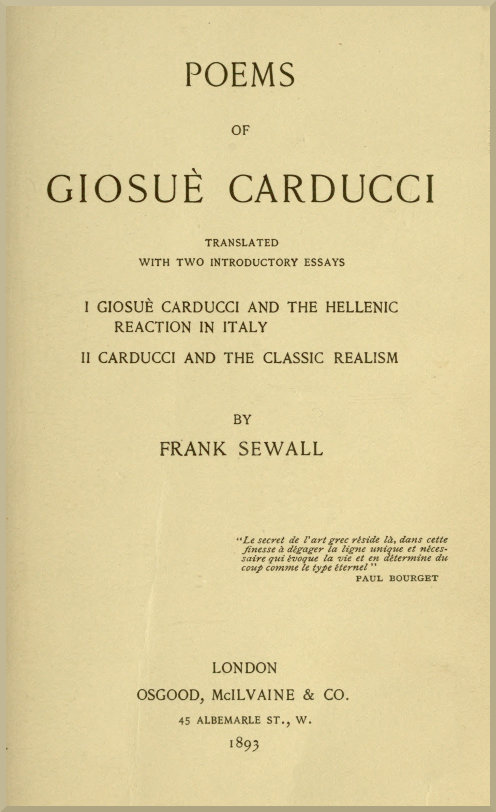 POEMS
OF
GIOSUÈ CARDUCCI
TRANSLATED
WITH TWO INTRODUCTORY ESSAYS
I GIOSUÈ CARDUCCI AND THE HELLENIC
REACTION IN ITALY
II CARDUCCI AND THE CLASSIC REALISM
BY
FRANK SEWALL
"Le secret de l'art grec réside là, dans cette
finesse à dégager la ligne unique et néces-
saire qui évoque la vie et en détermine du
coup comme le type éternel"
PAUL BOURGET
LONDON
OSGOOD, McILVAINE & CO.
45 ALBEMARLE ST., W.
1893